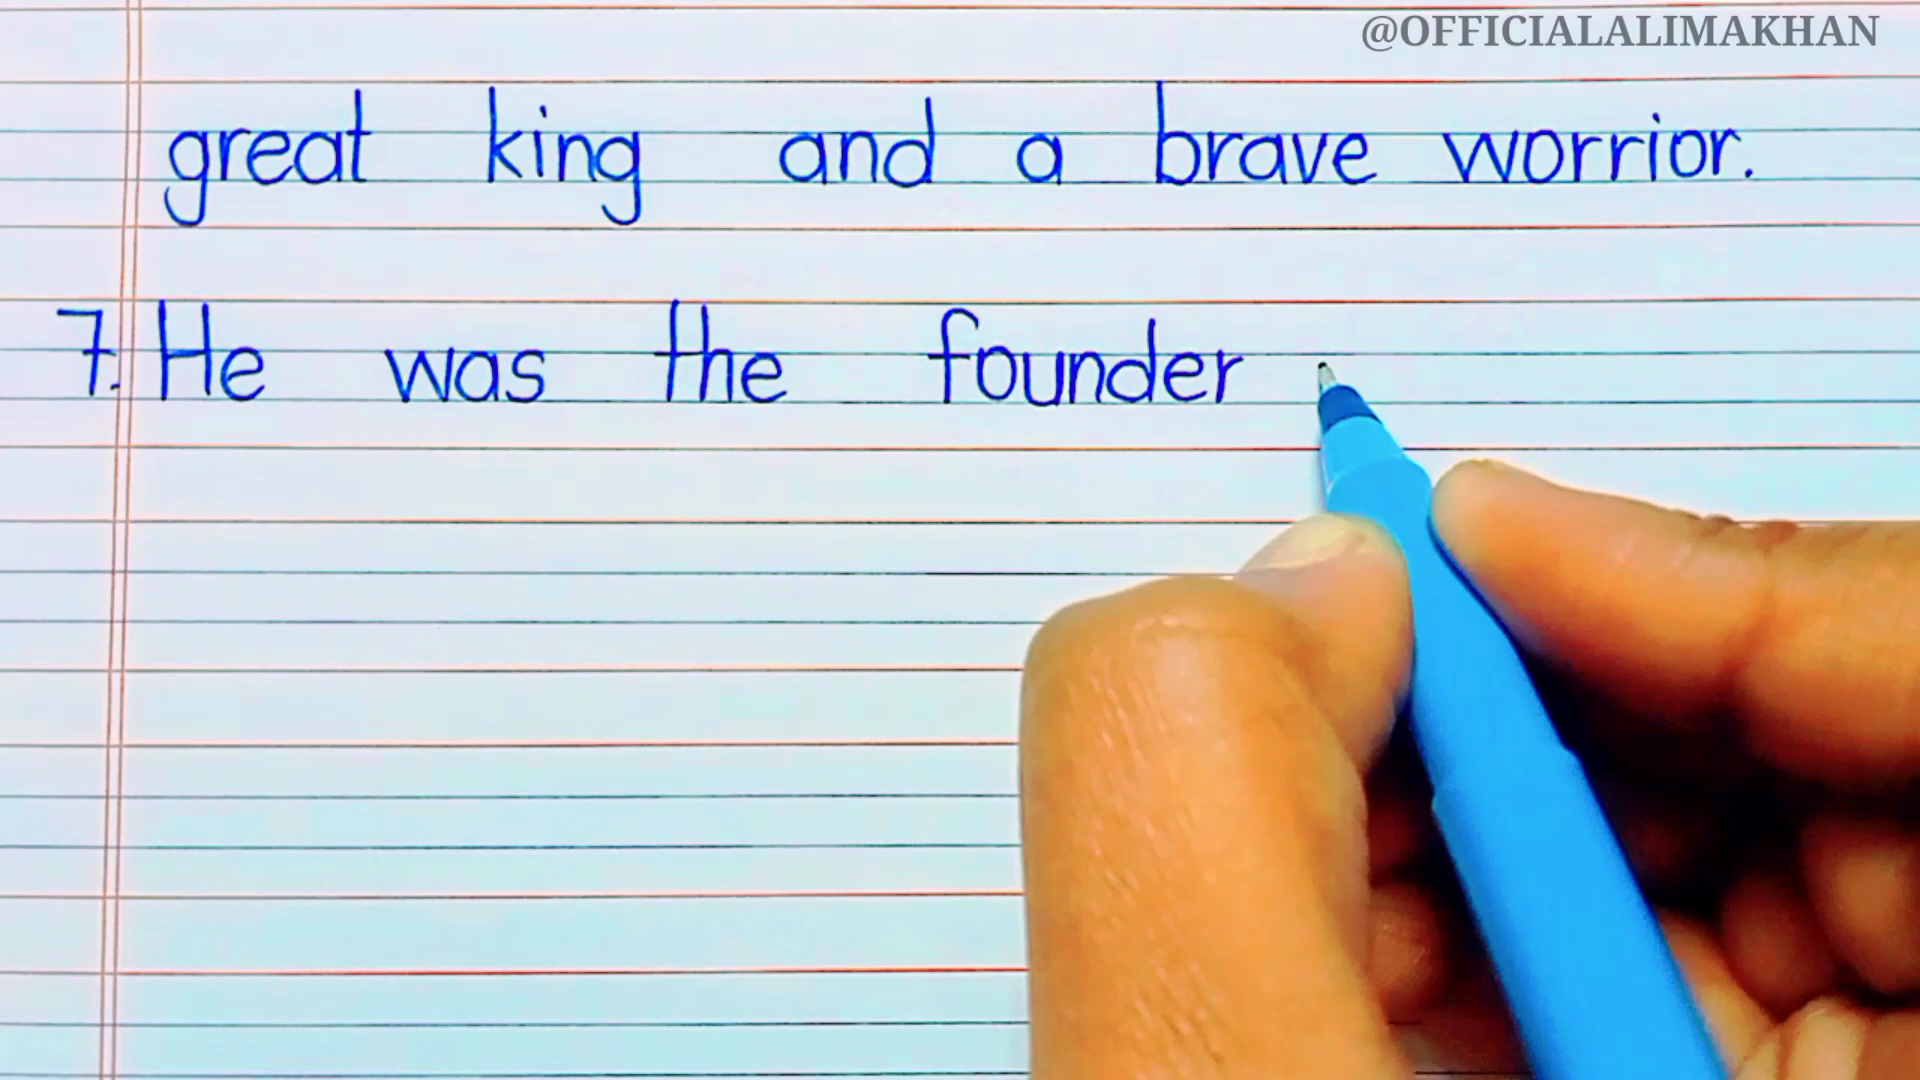 @OFFICIALALIMAKHAN
great king and a brave worrior.
7. He was the founder